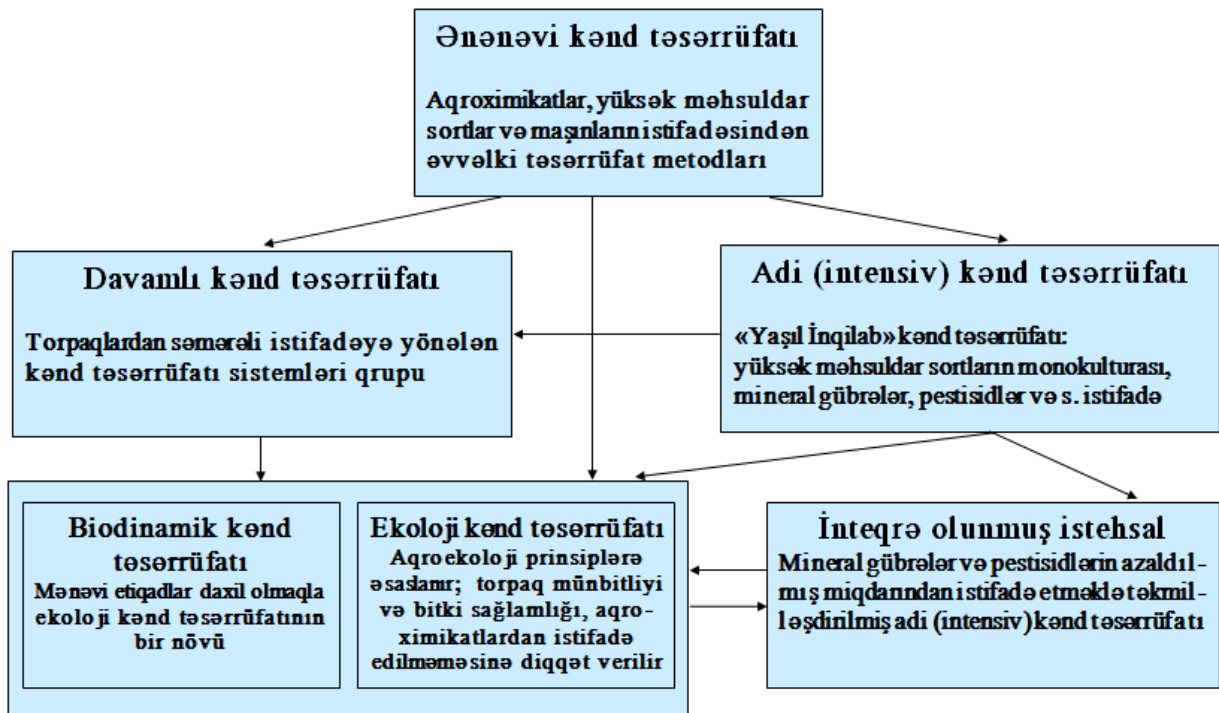 Ənənəvi kənd təsərrüfatı
Aqroximikatlar, yüksək məhsuldar
sortlar və maşınların istifadəsindən
əvvəlki təsərrüfat metodları
Davamlı kənd təsərrüfatı
Torpaqlardan səmərəli istifadəyə yönələn
kənd təsərrüfatı sistemləri qrupu
Adi (intensiv) kənd təsərrüfatı
«Yaşıl İnqilab» kənd təsərrüfatı:
yüksək məhsuldar sortların monokulturası,
mineral gübrələr, pestisidlər və s. istifadə
Biodinamik kənd
təsərrüfatı
Mənəvi etiqadlar daxil olmaqla
ekoloji kənd təsərrüfatının
bir növü
Ekoloji kənd təsərrüfatı
Aqroekoloji prinsiplərə
əsaslanır; torpaq münbitliyi
və bitki sağlamlığı, aqro-
ximikatlardan istifadə
edilməməsinə diqqət verilir
İnteqrə olunmuş istehsal
Mineral gübrələr və pestisidlərin azaldıl-
mış miqdarından istifadə etməklə təkmil-
ləşdirilmiş adi (intensiv) kənd təsərrüfatı